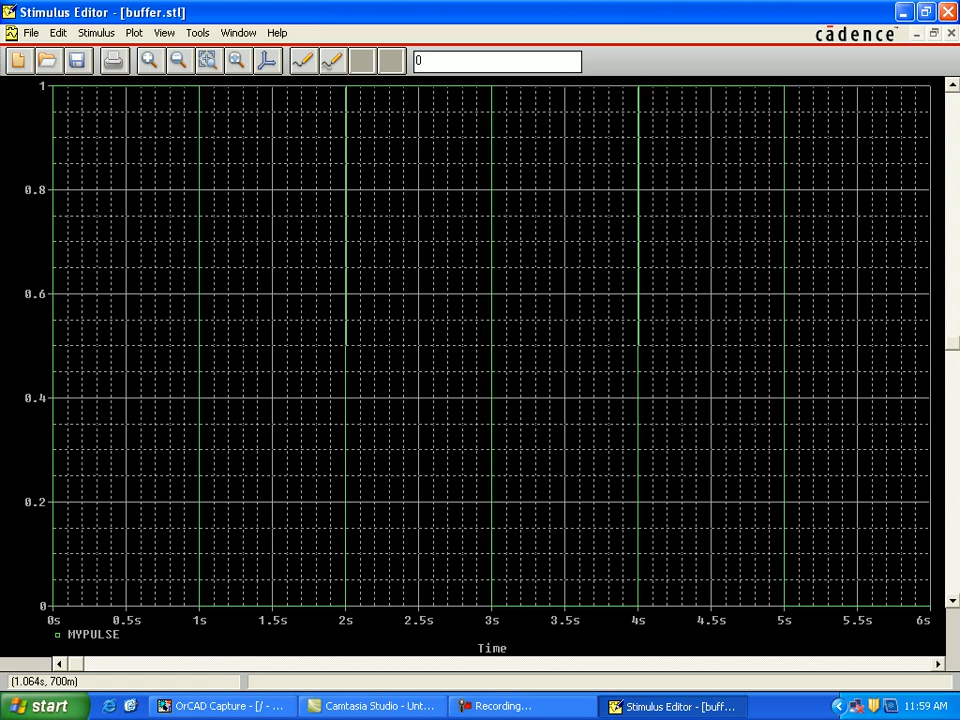 Stimulus Editor - [buffer.stl]
File Edit Stimulus Plot View Tools Window Help
cādence
0
1
0.8
0.6
0.4
0.2
0
0s 0.5s 1s 1.5s 2s 2.5s 3s 3.5s 4s 4.5s 5s 5.5s 6s
MYPULSE
Time
(1.064s, 700m)
start OrCAD Capture - [/ - ... Camtasia Studio - Unt... Recording... Stimulus Editor - [buff... 11:59 AM